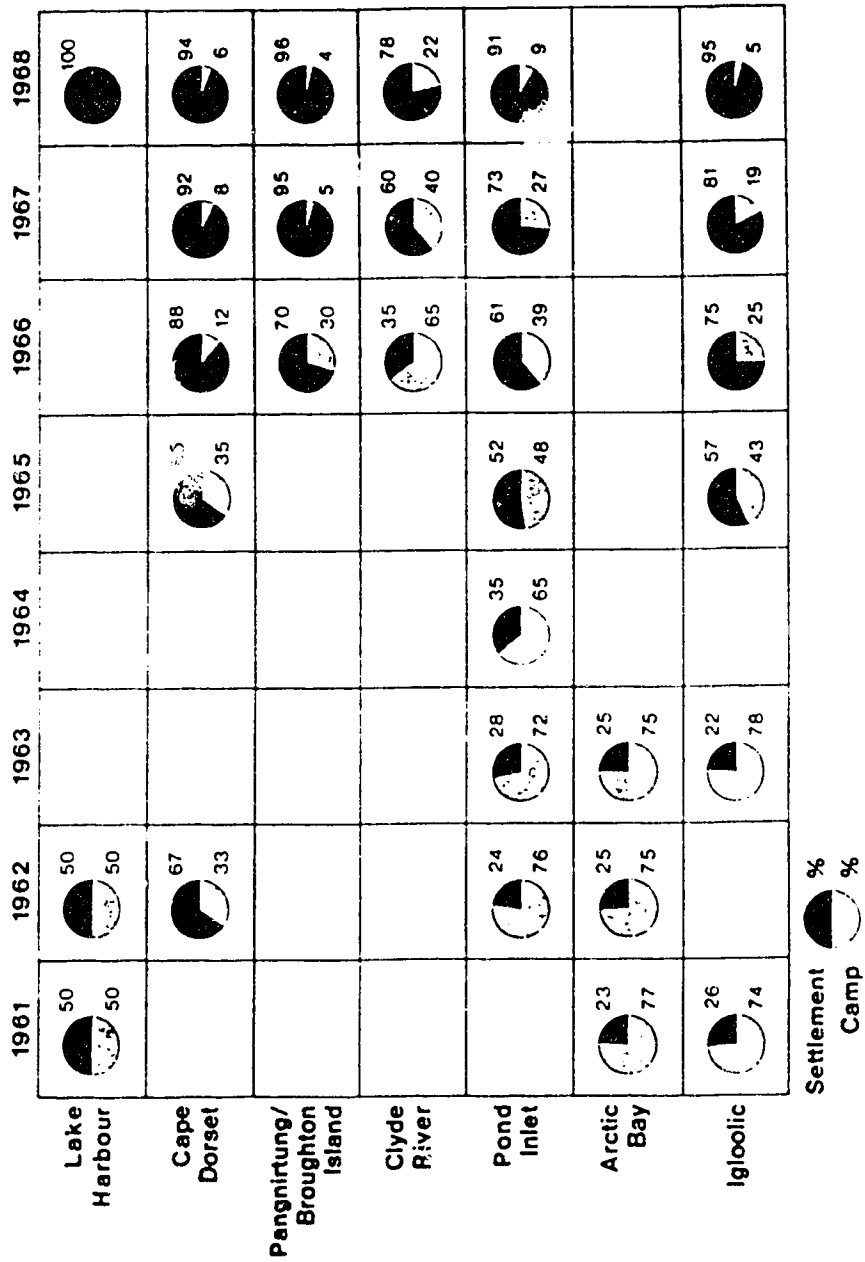 1961 1962 1963 1964 1965 1966 1967 1968
Lake 50 50 100
Harbour 50 50
Cape 67 88 92 94
Dorset 33 35 12 8 6
Pangnirtung/ 70 95 96
Broughton 30 5 4
Island
Clyde 35 60 78
River 65 40 22
Pond 24 28 35 52 61 73 91
Inlet 76 72 65 48 39 27 9
Arctic 23 25 25
Bay 77 75 75
Igloolic 26 22 57 75 81 95
74 78 43 25 19 5
Settlement %
Camp %